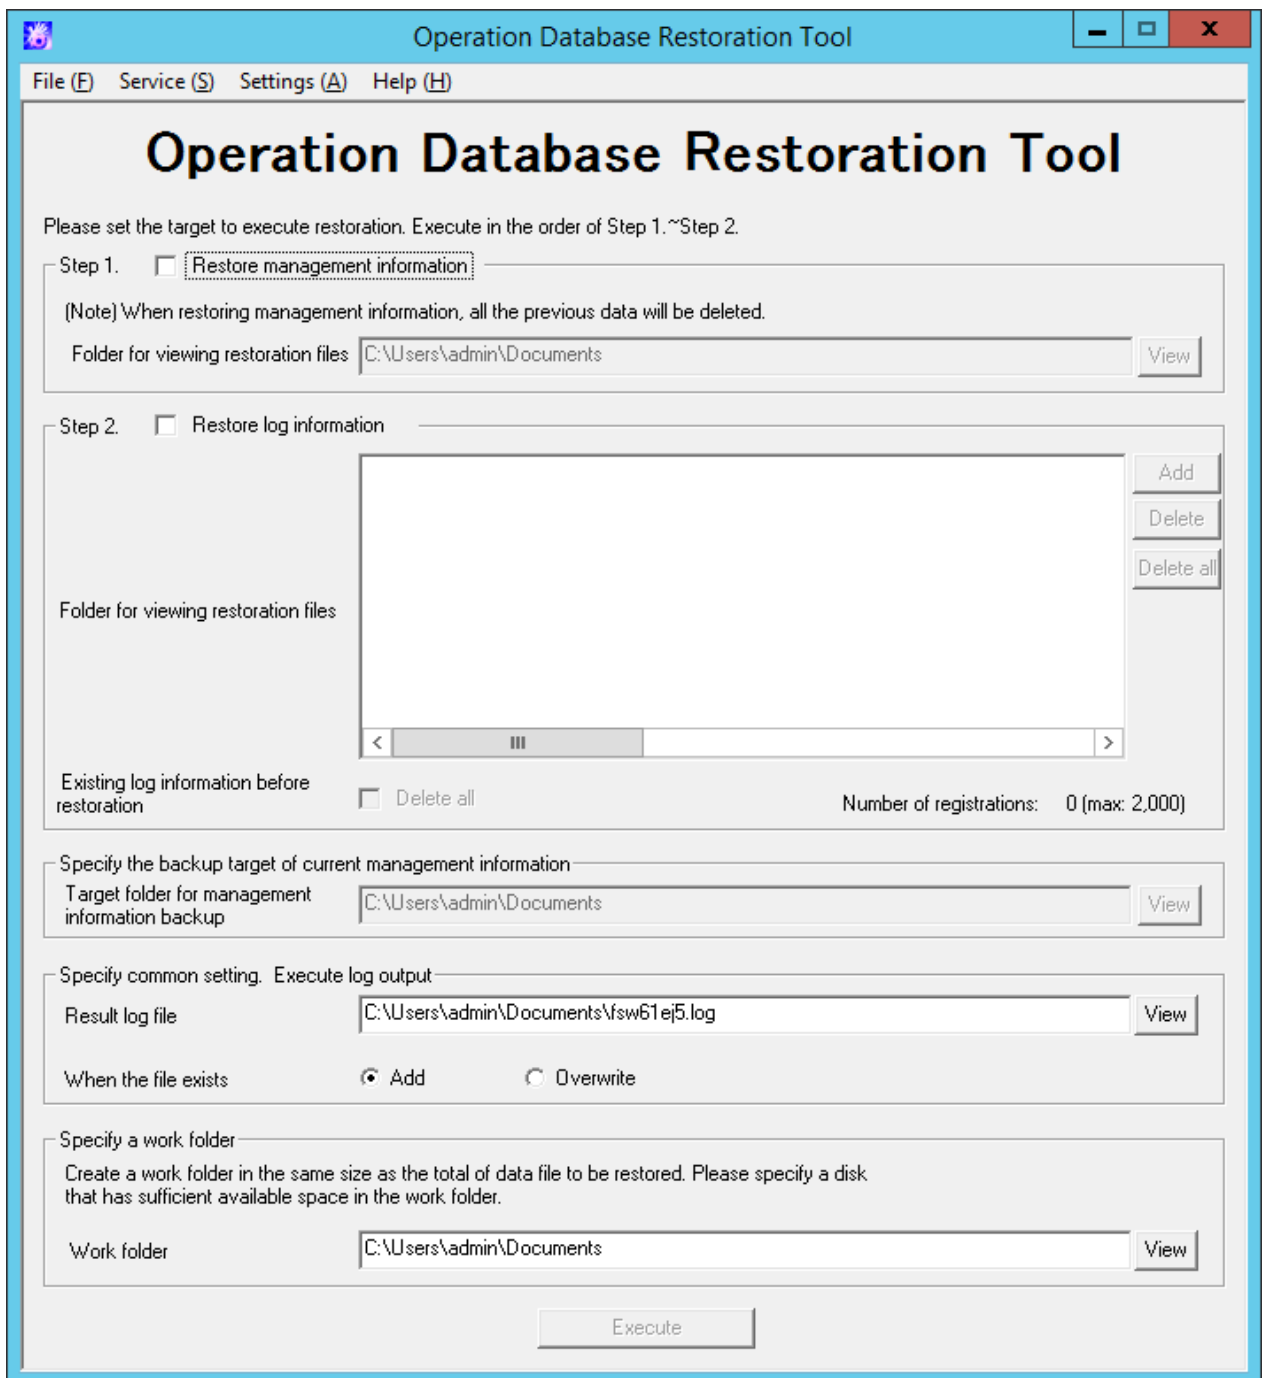 Operation Database Restoration Tool
File (F) Service (S) Settings (A) Help (H)
Operation Database Restoration Tool
Please set the target to execute restoration. Execute in the order of Step 1.~Step 2.
Step 1. Restore management information
(Note) When restoring management information, all the previous data will be deleted.
Folder for viewing restoration files C:\Users\admin\Documents View
Step 2. Restore log information
Add
Delete
Delete all
Folder for viewing restoration files
Existing log information before
restoration
Delete all
Number of registrations: 0 (max: 2,000)
Specify the backup target of current management information
Target folder for management
information backup
C:\Users\admin\Documents View
Specify common setting. Execute log output
Result log file C:\Users\admin\Documents\fsw61ej5.log View
When the file exists Add Overwrite
Specify a work folder
Create a work folder in the same size as the total of data file to be restored. Please specify a disk
that has sufficient available space in the work folder.
Work folder C:\Users\admin\Documents View
Execute